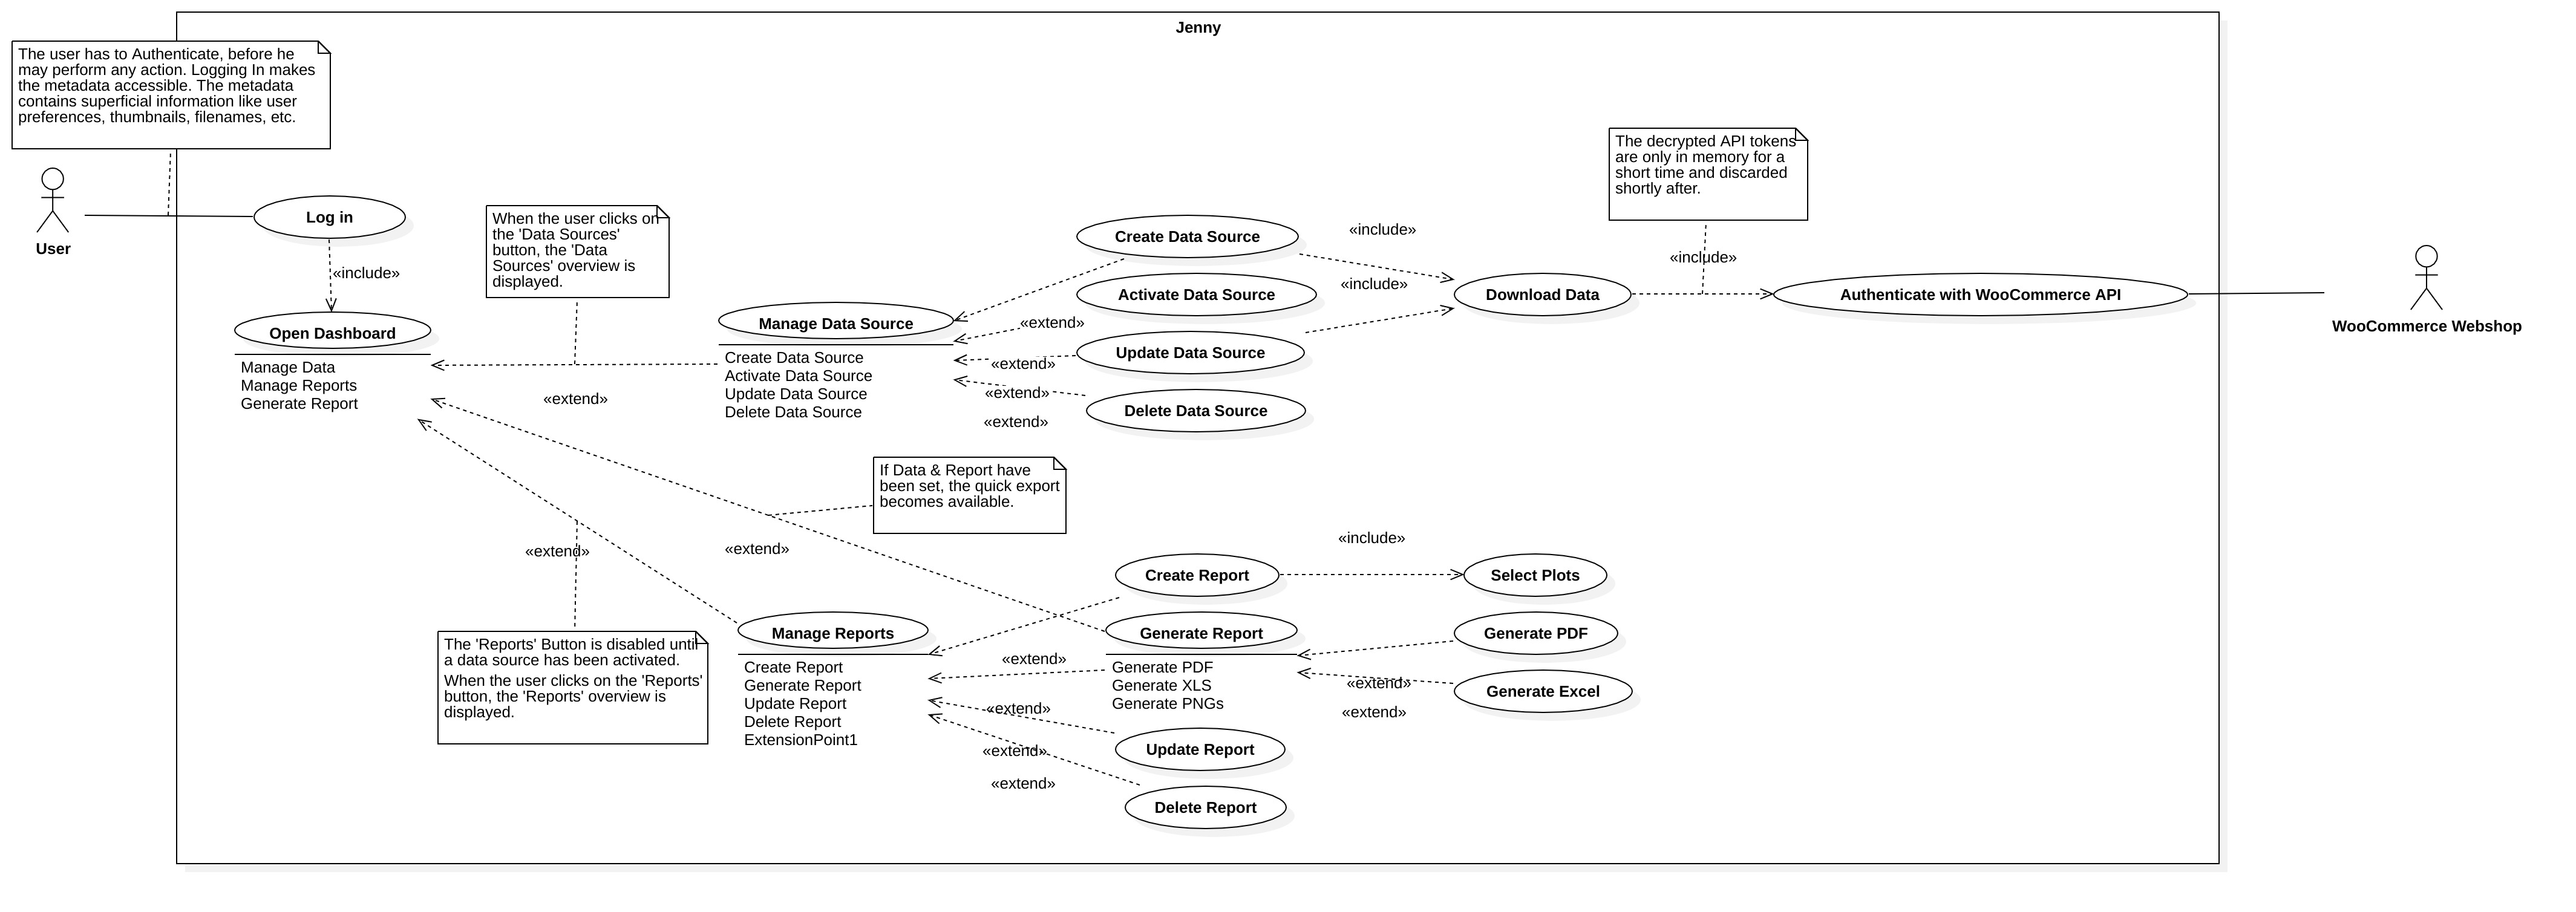 Jenny
The user has to Authenticate, before he
may perform any action. Logging In makes
the metadata accessible. The metadata
contains superficial information like user
preferences, thumbnails, filenames, etc.
User
Log in
«include»
Open Dashboard
Manage Data
Manage Reports
Generate Report
When the user clicks on
the 'Data Sources'
button, the 'Data
Sources' overview is
displayed.
«extend»
Manage Data Source
Create Data Source
Activate Data Source
Update Data Source
Delete Data Source
«extend»
«extend»
«extend»
«extend»
Create Data Source
Activate Data Source
Update Data Source
Delete Data Source
«include»
«include»
Download Data
The decrypted API tokens
are only in memory for a
short time and discarded
shortly after.
«include»
Authenticate with WooCommerce API
WooCommerce Webshop
If Data & Report have
been set, the quick export
becomes available.
«extend»
«extend»
The 'Reports' Button is disabled until
a data source has been activated.
When the user clicks on the 'Reports'
button, the 'Reports' overview is
displayed.
Manage Reports
Create Report
Generate Report
Update Report
Delete Report
ExtensionPoint1
«extend»
«extend»
«extend»
«extend»
Create Report
«include»
Select Plots
Generate Report
Generate PDF
Generate XLS
Generate PNGs
Generate PDF
«extend»
Generate Excel
«extend»
Update Report
Delete Report